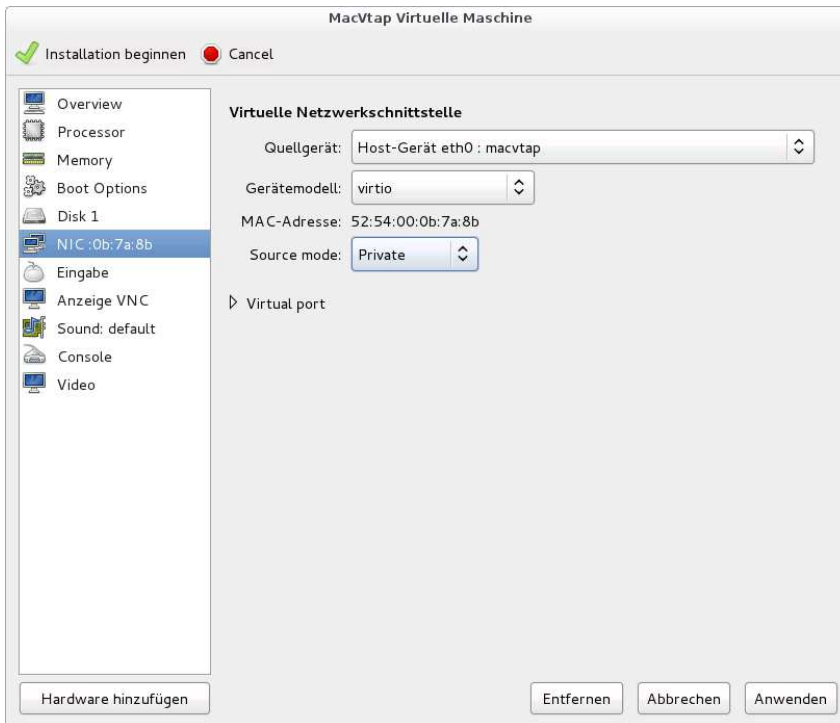 MacVtap Virtuelle Maschine
Installation beginnen Cancel
Overview
Processor
Memory
Boot Options
Disk 1
NIC :0b:7a:8b
Eingabe
Anzeige VNC
Sound: default
Console
Video
Hardware hinzufügen
Virtuelle Netzwerkschnittstelle
Quellgerät: Host-Gerät eth0 : macvtap
Gerätemodell: virtio
MAC-Adresse: 52:54:00:0b:7a:8b
Source mode: Private
Virtual port
Entfernen Abbrechen Anwenden